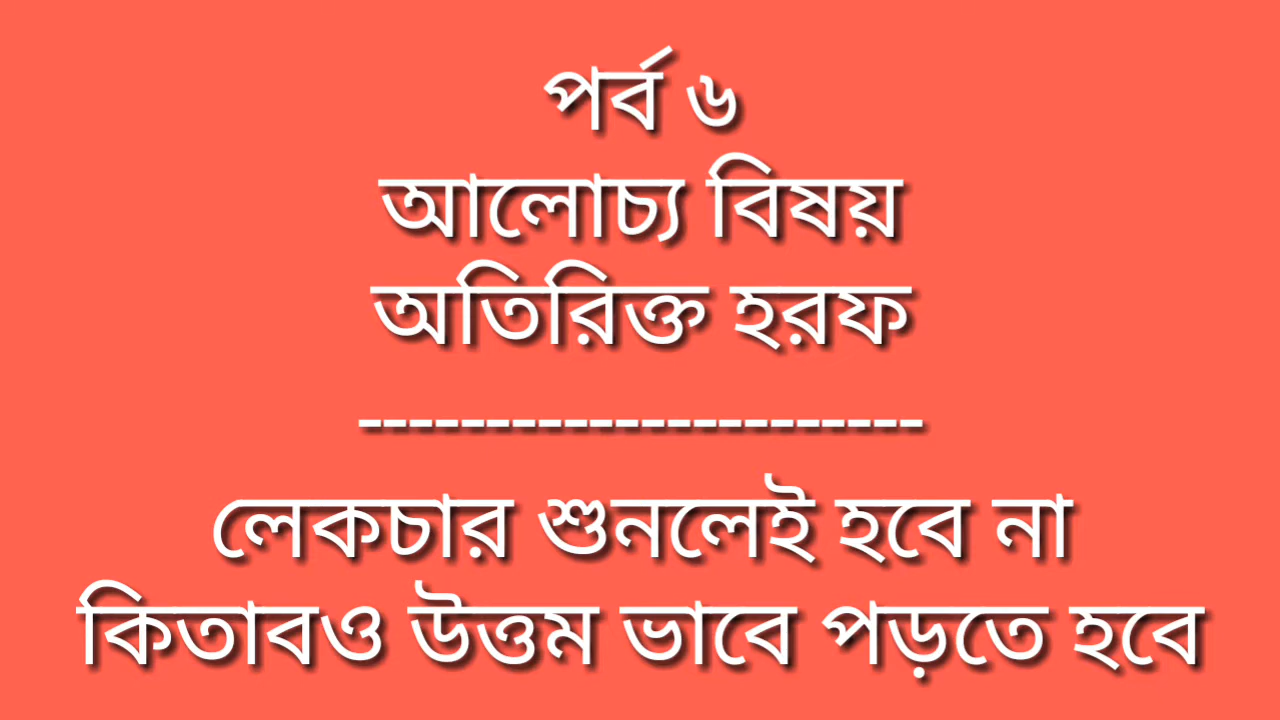 পর্ব ৬
আলোচ্য বিষয়
অতিরিক্ত হরফ
----------------------
লেকচার শুনলেই হবে না
কিতাবও উত্তম ভাবে পড়তে হবে